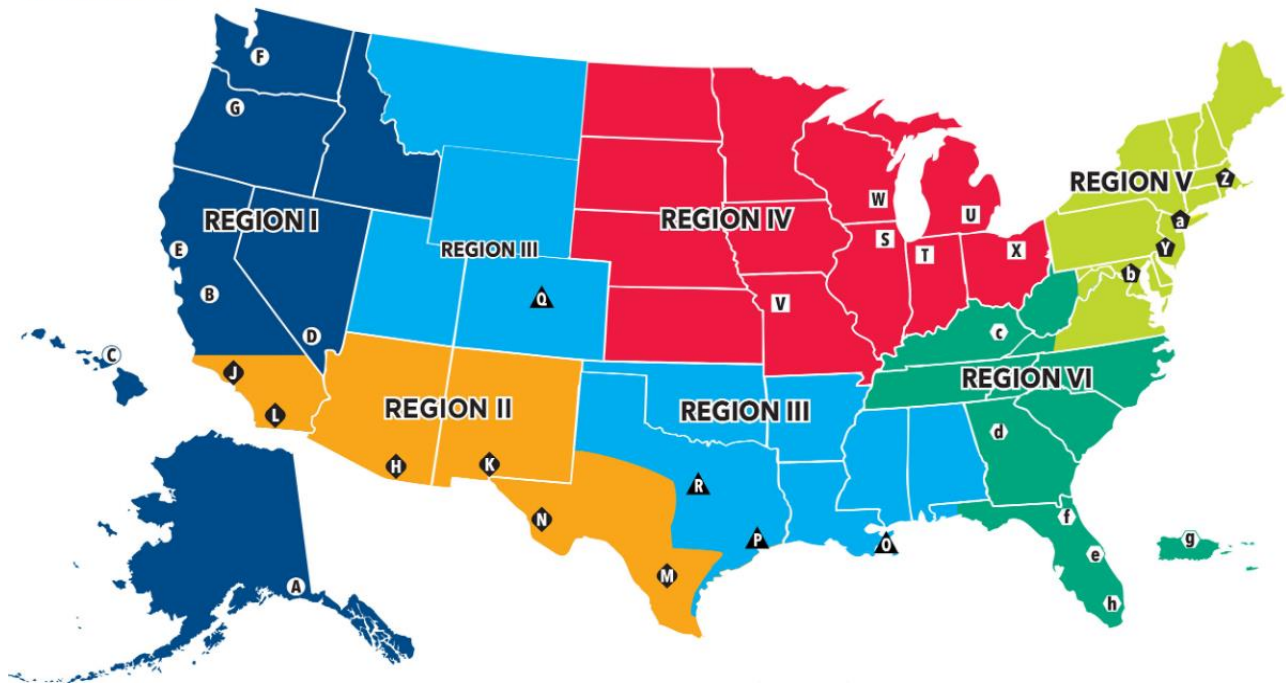 F
G
REGION I
E
B
D
C
A
J
L
REGION II
H
K
N
M
REGION III
Q
REGION III
R
P
O
REGION IV
W
U
S
T
X
V
REGION V
Z
a
Y
b
REGION VI
c
d
f
e
h
g